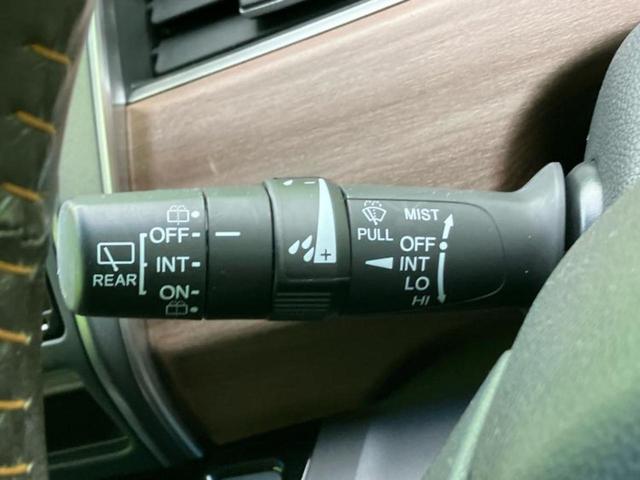 REAR
OFF
INT
ON
- 
+
PULL
MIST
OFF
INT
LO
HI